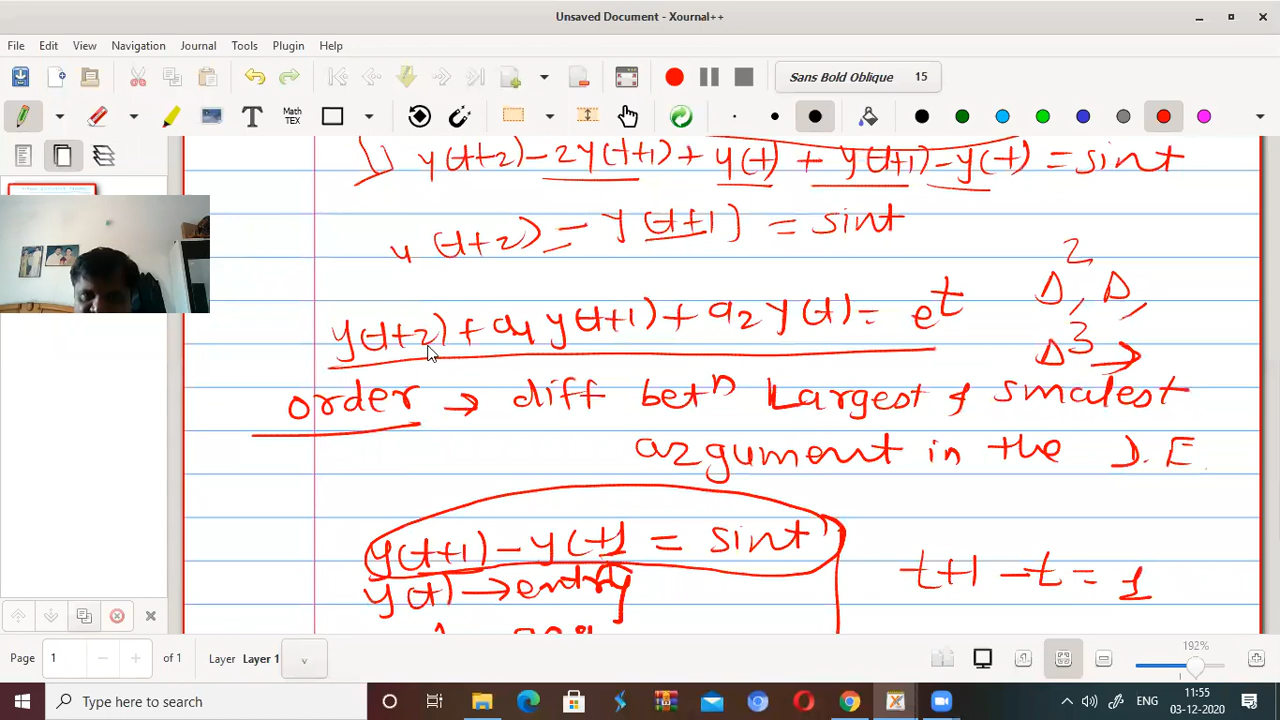 Unsaved Document - Xournal++
File Edit View Navigation Journal Tools Plugin Help
Sans Bold Oblique 15
T Math TEX
y(t+2) - 2y(t+1) + y(t) + y(t+1) - y(t) = sint
y(t+2) - y(t+1) = sint
y(t+2) + a1 y(t+1) + a2 y(t) = e^t
Δ^2, Δ,
Δ^3 →
order → diff betn Largest & smallest
argument in the D.E.
y(t+1) - y(t) = sint
t+1 - t = 1
y(t) → entity
Page 1 of 1 Layer Layer 1 192%
Type here to search
ENG 11:55
03-12-2020